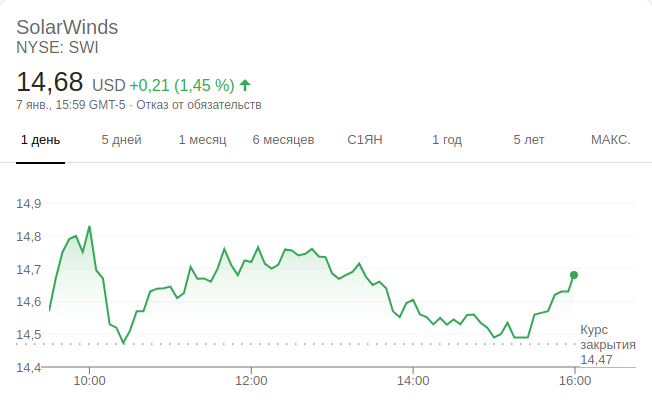 SolarWinds
NYSE: SWI
14,68 USD +0,21 (1,45 %)
7 янв., 15:59 GMT-5 · Отказ от обязательств
1 день 5 дней 1 месяц 6 месяцев С1ЯН 1 год 5 лет МАКС.
14,9
14,8
14,7
14,6
14,5
14,4
Курс
закрытия
14,47
10:00 12:00 14:00 16:00